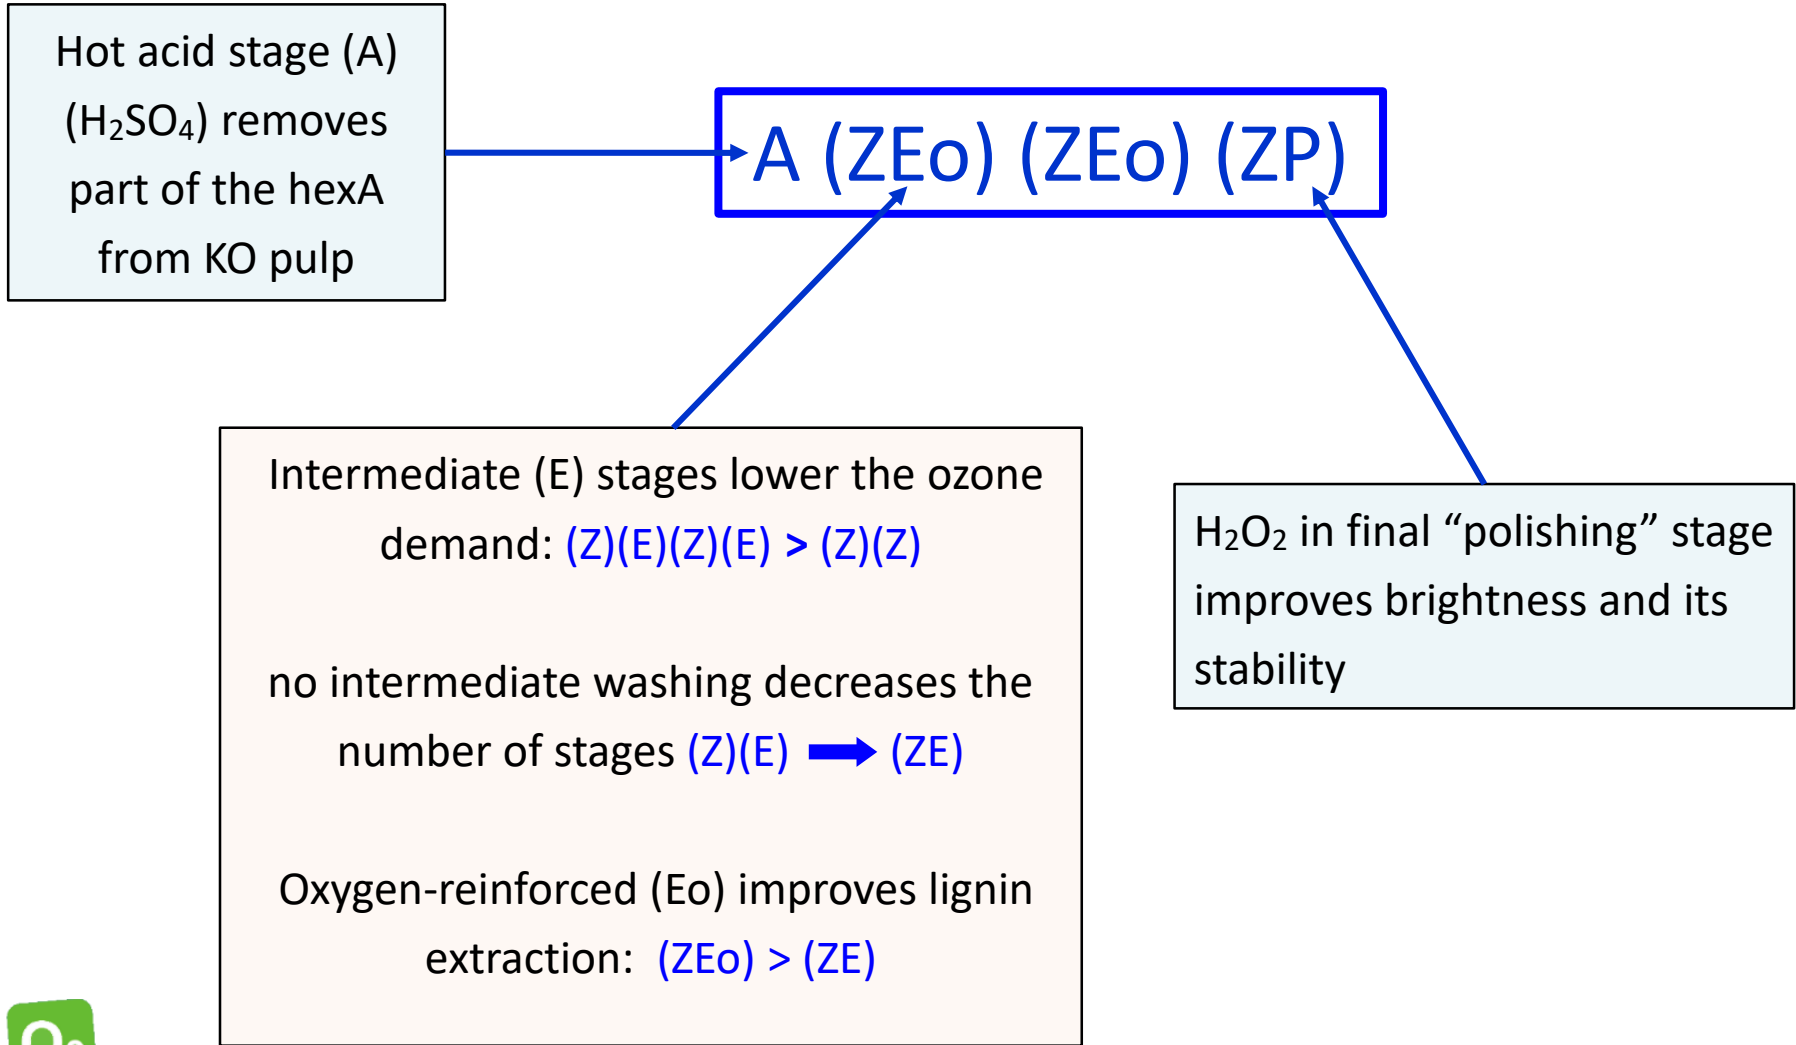 Hot acid stage (A)
(H₂SO₄) removes
part of the hexA
from KO pulp
A (ZEo) (ZEo) (ZP)
Intermediate (E) stages lower the ozone
demand: (Z)(E)(Z)(E) > (Z)(Z)
no intermediate washing decreases the
number of stages (Z)(E) ➡ (ZE)
Oxygen-reinforced (Eo) improves lignin
extraction: (ZEo) > (ZE)
H₂O₂ in final “polishing” stage
improves brightness and its
stability